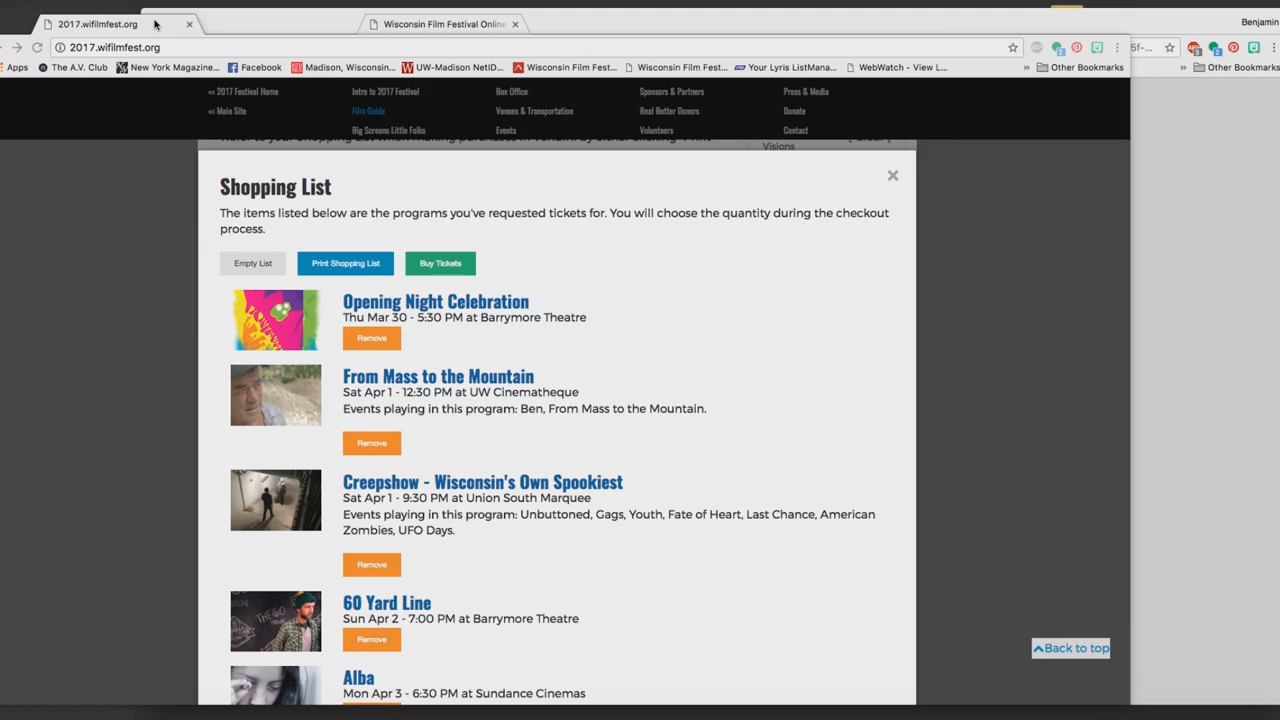 2017.wifilmfest.org
Wisconsin Film Festival Online
Benjamin
2017.wifilmfest.org
5f-...
Apps
The A.V. Club
New York Magazine...
Facebook
Madison, Wisconsin...
UW-Madison NetID...
Wisconsin Film Fest...
Wisconsin Film Fest...
Your Lyris ListMana...
WebWatch - View L...
»
Other Bookmarks
»
Other Bookmarks
<< 2017 Festival Home
Intro to 2017 Festival
Box Office
Sponsors & Partners
Press & Media
<< Main Site
Film Guide
Venues & Transportation
Real Butter Donors
Donate
Big Screens Little Folks
Events
Volunteers
Contact
Visions
Shopping List
The items listed below are the programs you've requested tickets for. You will choose the quantity during the checkout
process.
Empty List
Print Shopping List
Buy Tickets
Opening Night Celebration
Thu Mar 30 - 5:30 PM at Barrymore Theatre
Remove
From Mass to the Mountain
Sat Apr 1 - 12:30 PM at UW Cinematheque
Events playing in this program: Ben, From Mass to the Mountain.
Remove
Creepshow - Wisconsin's Own Spookiest
Sat Apr 1 - 9:30 PM at Union South Marquee
Events playing in this program: Unbuttoned, Gags, Youth, Fate of Heart, Last Chance, American
Zombies, UFO Days.
Remove
60 Yard Line
Sun Apr 2 - 7:00 PM at Barrymore Theatre
Remove
Alba
Mon Apr 3 - 6:30 PM at Sundance Cinemas
Back to top